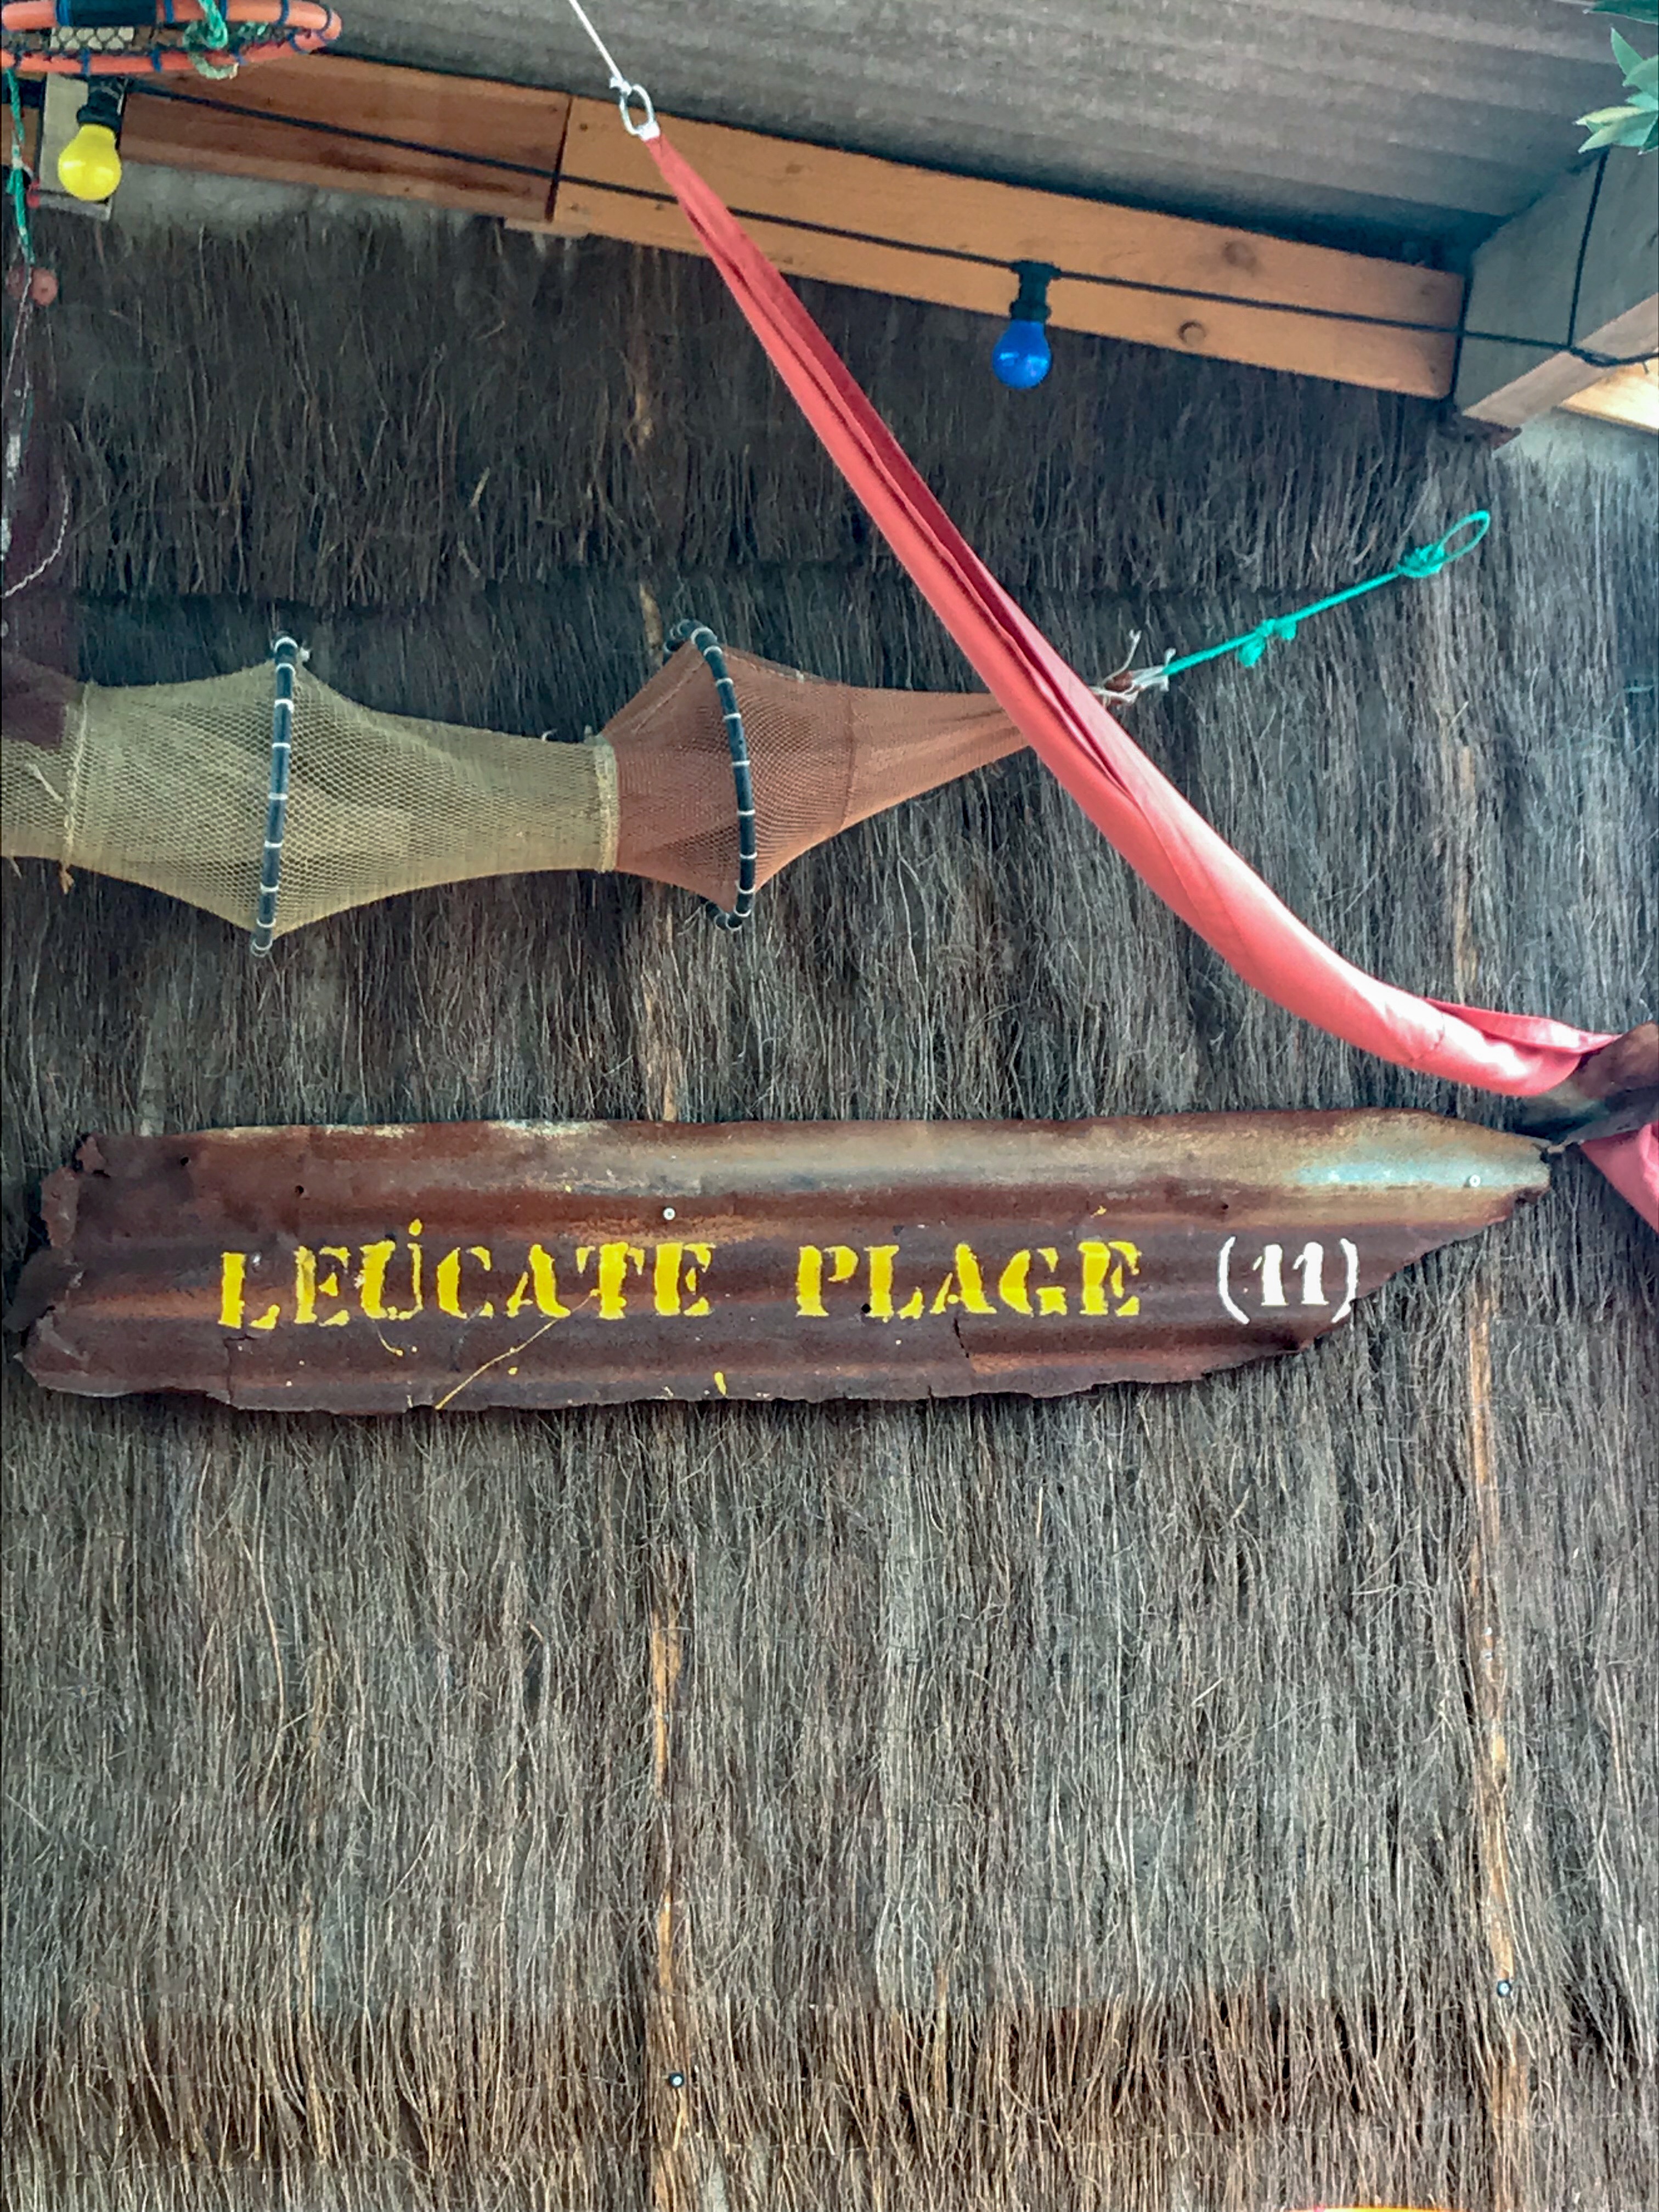 LEUCATE PLAGE (11)